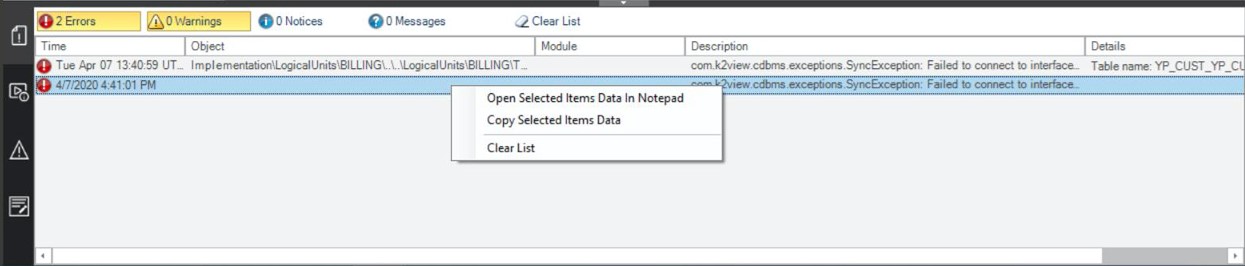 2 Errors 0 Warnings 0 Notices 0 Messages Clear List
Time Object Module Description Details
Tue Apr 07 13:40:59 UT... Implementation\LogicalUnits\BILLING\..\..\LogicalUnits\BILLING\T... com.k2view.cdbms.exceptions.SyncException: Failed to connect to interface... Table name: YP_CUST_YP_CU
4/7/2020 4:41:01 PM com.k2view.cdbms.exceptions.SyncException: Failed to connect to interface...
Open Selected Items Data In Notepad
Copy Selected Items Data
Clear List